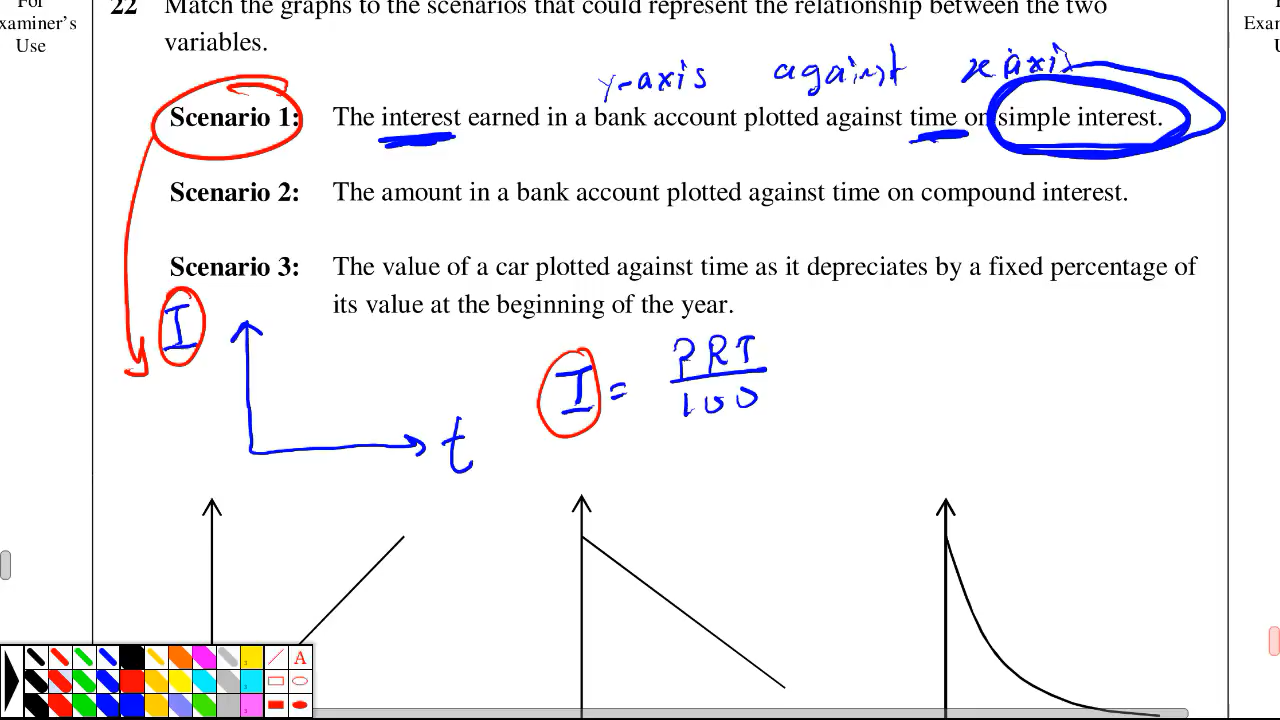 For
xaminer's
Use
22 Match the graphs to the scenarios that could represent the relationship between the two
variables.
Exar
U
y-axis against x axis
Scenario 1: The interest earned in a bank account plotted against time on simple interest.
Scenario 2: The amount in a bank account plotted against time on compound interest.
Scenario 3: The value of a car plotted against time as it depreciates by a fixed percentage of
its value at the beginning of the year.
I
I = PRT
100
t
A